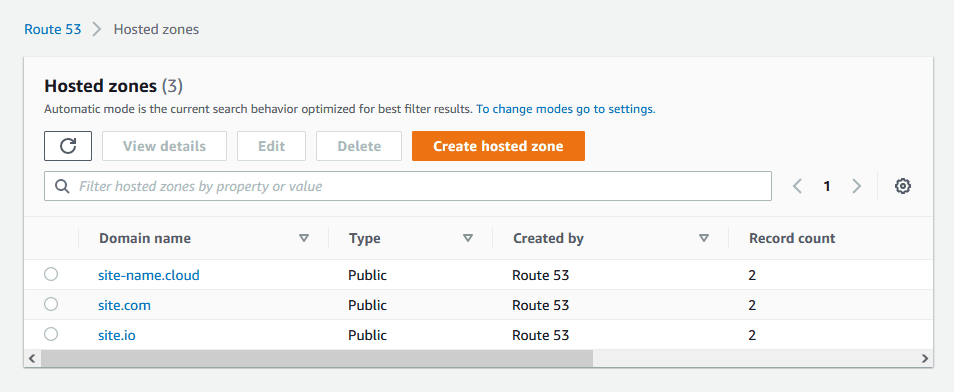 Route 53 > Hosted zones
Hosted zones (3)
Automatic mode is the current search behavior optimized for best filter results. To change modes go to settings.
View details Edit Delete Create hosted zone
Filter hosted zones by property or value 1
Domain name Type Created by Record count
site-name.cloud Public Route 53 2
site.com Public Route 53 2
site.io Public Route 53 2